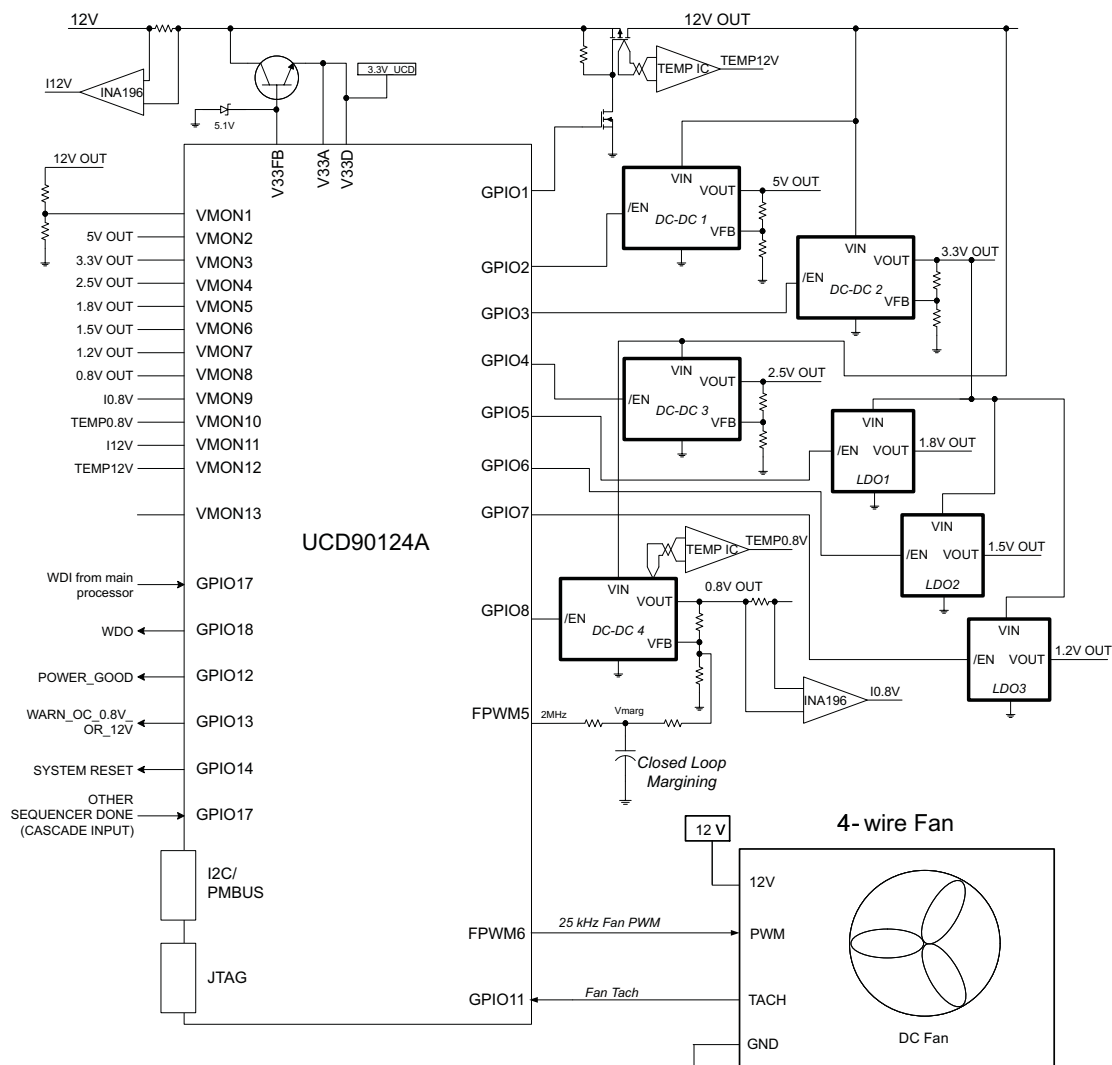 12V
12V OUT
I12V
INA196
3.3V_UCD
5.1V
TEMP IC
TEMP12V
V33FB
V33A
V33D
12V OUT
VMON1
5V OUT
VMON2
3.3V OUT
VMON3
2.5V OUT
VMON4
1.8V OUT
VMON5
1.5V OUT
VMON6
1.2V OUT
VMON7
0.8V OUT
VMON8
I0.8V
VMON9
TEMP0.8V
VMON10
I12V
VMON11
TEMP12V
VMON12
VMON13
UCD90124A
WDI from main
processor
GPIO17
WDO
GPIO18
POWER_GOOD
GPIO12
WARN_OC_0.8V_
OR_12V
GPIO13
SYSTEM RESET
GPIO14
OTHER
SEQUENCER DONE
(CASCADE INPUT)
GPIO17
I2C/
PMBUS
JTAG
GPIO1
GPIO2
GPIO3
GPIO4
GPIO5
GPIO6
GPIO7
GPIO8
FPWM5
FPWM6
GPIO11
VIN
VOUT
/EN
DC-DC 1
VFB
5V OUT
VIN
VOUT
/EN
DC-DC 2
VFB
3.3V OUT
VIN
VOUT
/EN
DC-DC 3
VFB
2.5V OUT
VIN
/EN
VOUT
LDO1
1.8V OUT
VIN
/EN
VOUT
LDO2
1.5V OUT
VIN
/EN
VOUT
LDO3
1.2V OUT
TEMP IC
TEMP0.8V
VIN
VOUT
/EN
DC-DC 4
VFB
0.8V OUT
INA196
I0.8V
2MHz
Vmarg
Closed Loop
Margining
12 V
4- wire Fan
12V
25 kHz Fan PWM
PWM
Fan Tach
TACH
GND
DC Fan